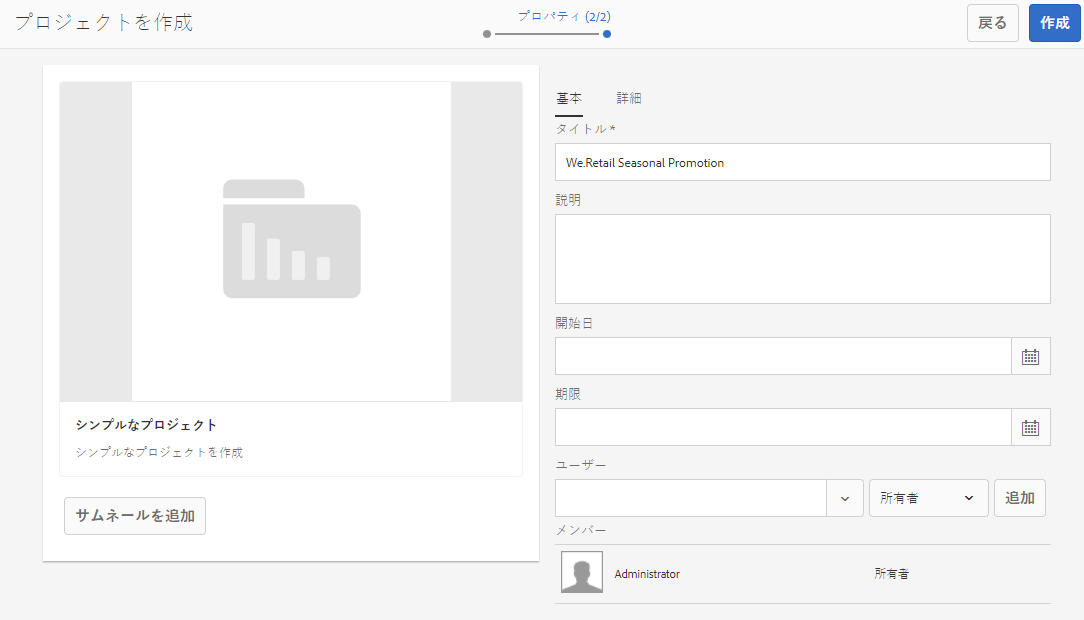 プロジェクトを作成
プロパティ (2/2)
戻る
作成
シンプルなプロジェクト
シンプルなプロジェクトを作成
サムネールを追加
基本 詳細
タイトル *
We.Retail Seasonal Promotion
説明
開始日
期限
ユーザー
所有者
追加
メンバー
Administrator 所有者